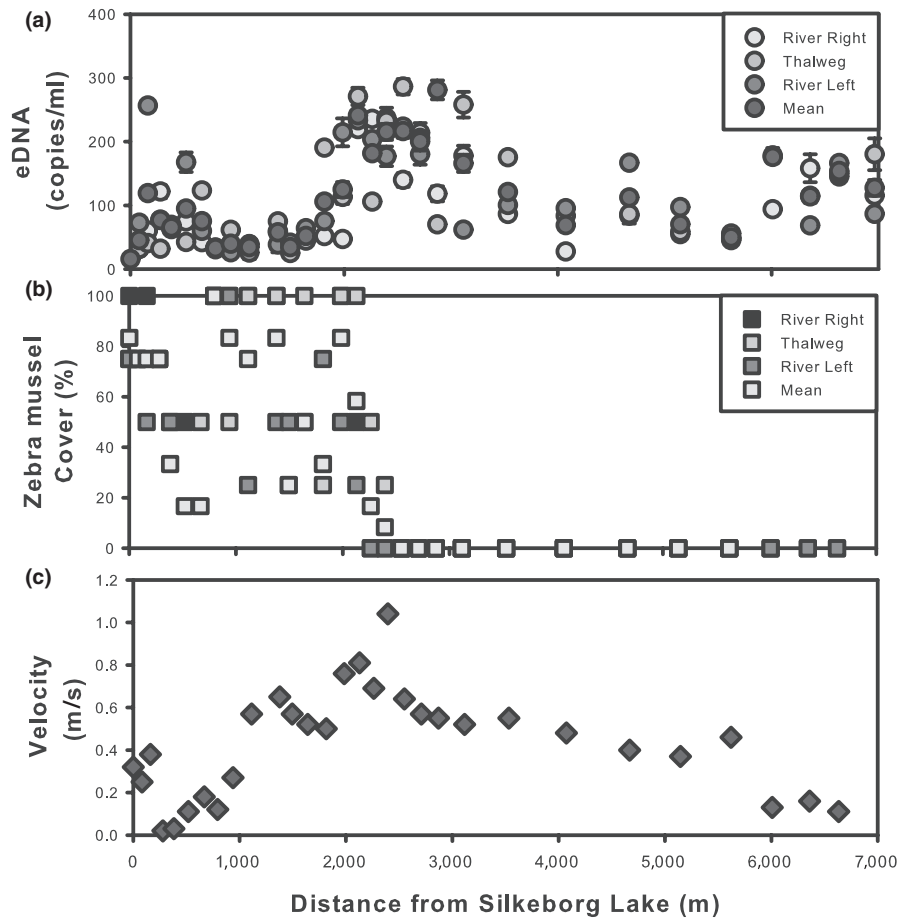 (a)
400
300
200
100
0
eDNA
(copies/ml)
River Right
Thalweg
River Left
Mean
(b)
100
80
60
40
20
0
Zebra mussel
Cover (%)
River Right
Thalweg
River Left
Mean
(c)
1.2
1.0
0.8
0.6
0.4
0.2
0.0
Velocity
(m/s)
0 1,000 2,000 3,000 4,000 5,000 6,000 7,000
Distance from Silkeborg Lake (m)